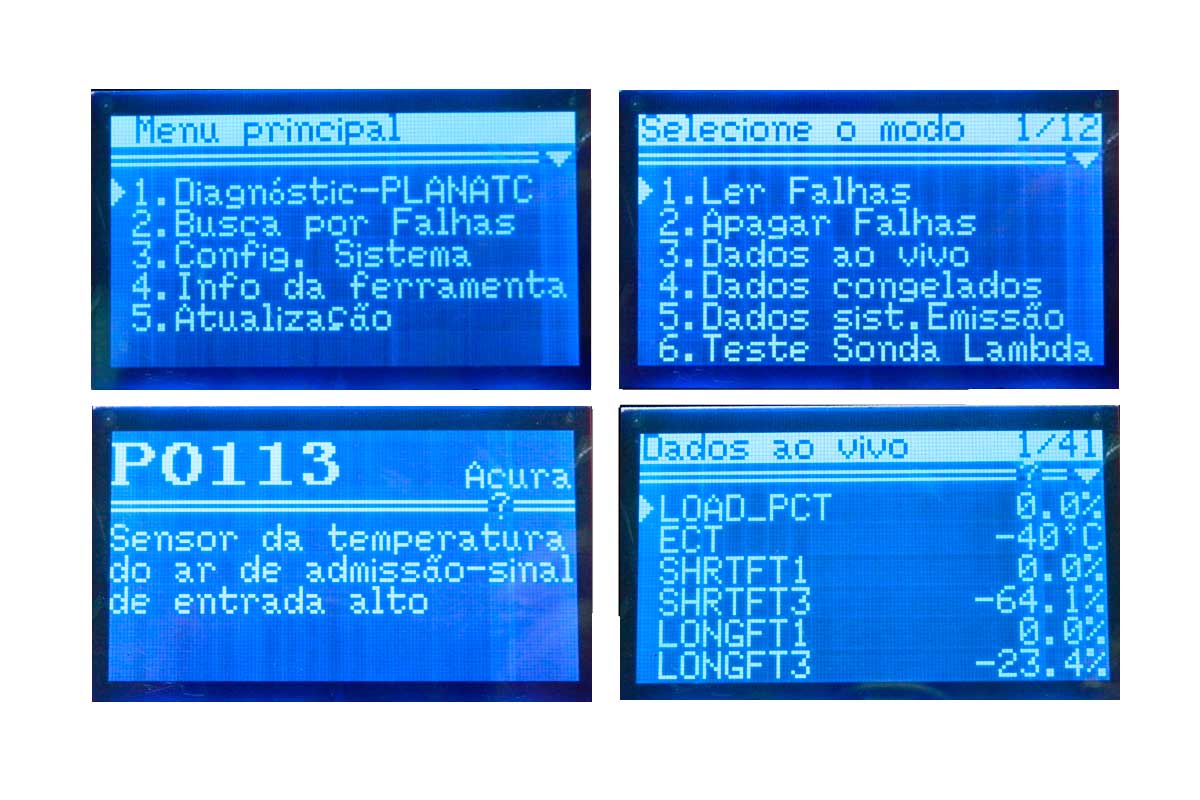 Menu principal
1.Diagnóstic-PLANATC
2.Busca por Falhas
3.Config. Sistema
4.Info da ferramenta
5.Atualização
Selecione o modo 1/12
1.Ler Falhas
2.Apagar Falhas
3.Dados ao vivo
4.Dados congelados
5.Dados sist.Emissão
6.Teste Sonda Lambda
P0113
Acura
?
Sensor da temperatura
do ar de admissão-sinal
de entrada alto
Dados ao vivo 1/41
?
LOAD_PCT 0.0%
ECT -40°C
SHRTFT1 0.0%
SHRTFT3 -64.1%
LONGFT1 0.0%
LONGFT3 -23.4%